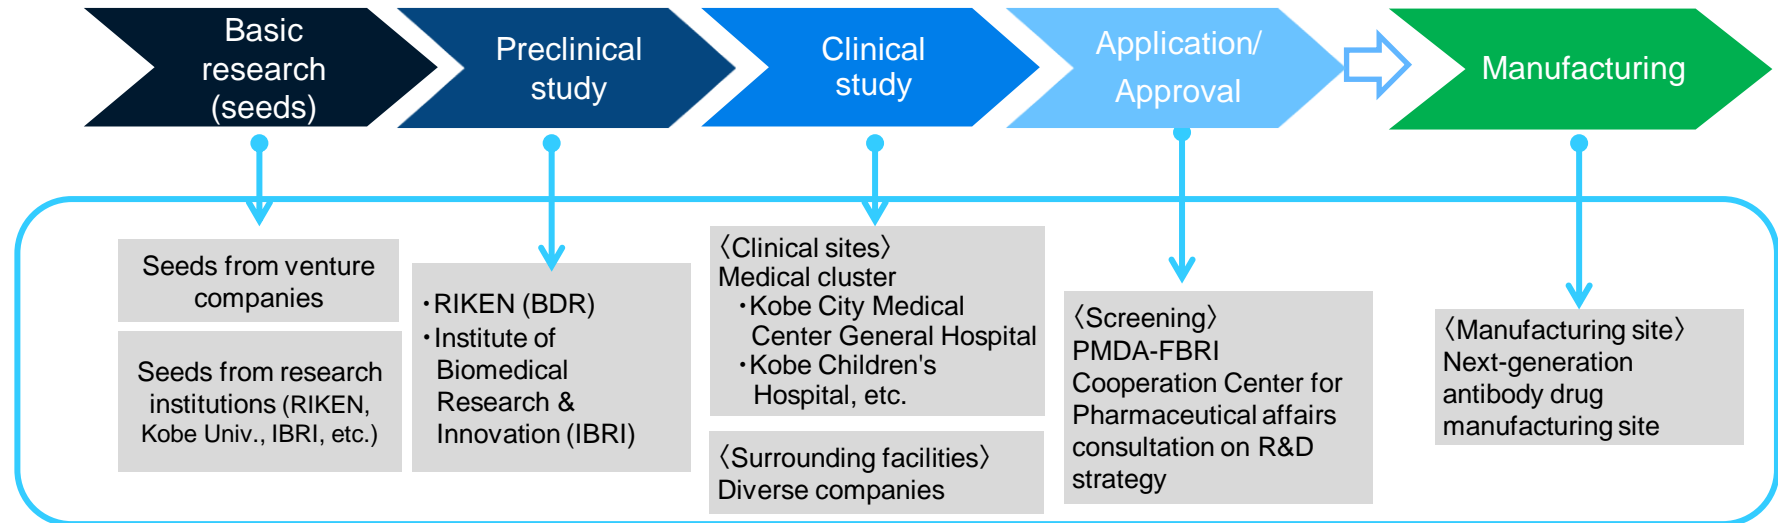 Basic
research
(seeds)
Preclinical
study
Clinical
study
Application/
Approval
Manufacturing
Seeds from venture
companies
Seeds from research
institutions (RIKEN,
Kobe Univ., IBRI, etc.)
・RIKEN (BDR)
・Institute of
Biomedical
Research &
Innovation (IBRI)
〈Clinical sites〉
Medical cluster
・Kobe City Medical
Center General Hospital
・Kobe Children's
Hospital, etc.
〈Surrounding facilities〉
Diverse companies
〈Screening〉
PMDA-FBRI
Cooperation Center for
Pharmaceutical affairs
consultation on R&D
strategy
〈Manufacturing site〉
Next-generation
antibody drug
manufacturing site